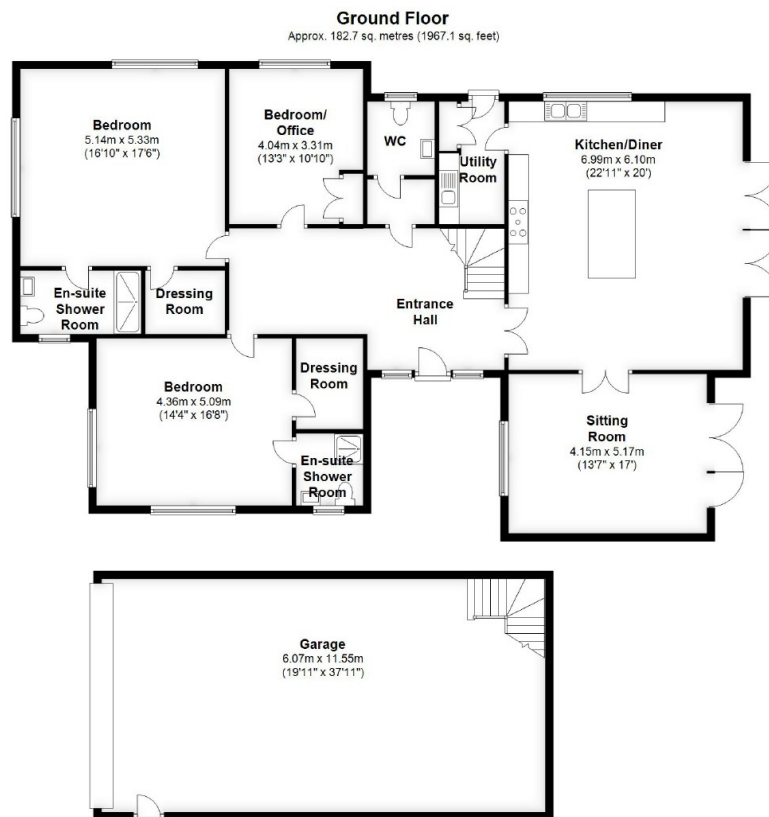 Ground Floor
Approx. 182.7 sq. metres (1967.1 sq. feet)
Bedroom
5.14m x 5.33m
(16'10" x 17'6")
Bedroom/
Office
4.04m x 3.31m
(13'3" x 10'10")
WC
Utility
Room
Kitchen/Diner
6.99m x 6.10m
(22'11" x 20')
En-suite
Shower
Room
Dressing
Room
Entrance
Hall
Bedroom
4.36m x 5.09m
(14'4" x 16'8")
Dressing
Room
En-suite
Shower
Room
Sitting
Room
4.15m x 5.17m
(13'7" x 17')
Garage
6.07m x 11.55m
(19'11" x 37'11")